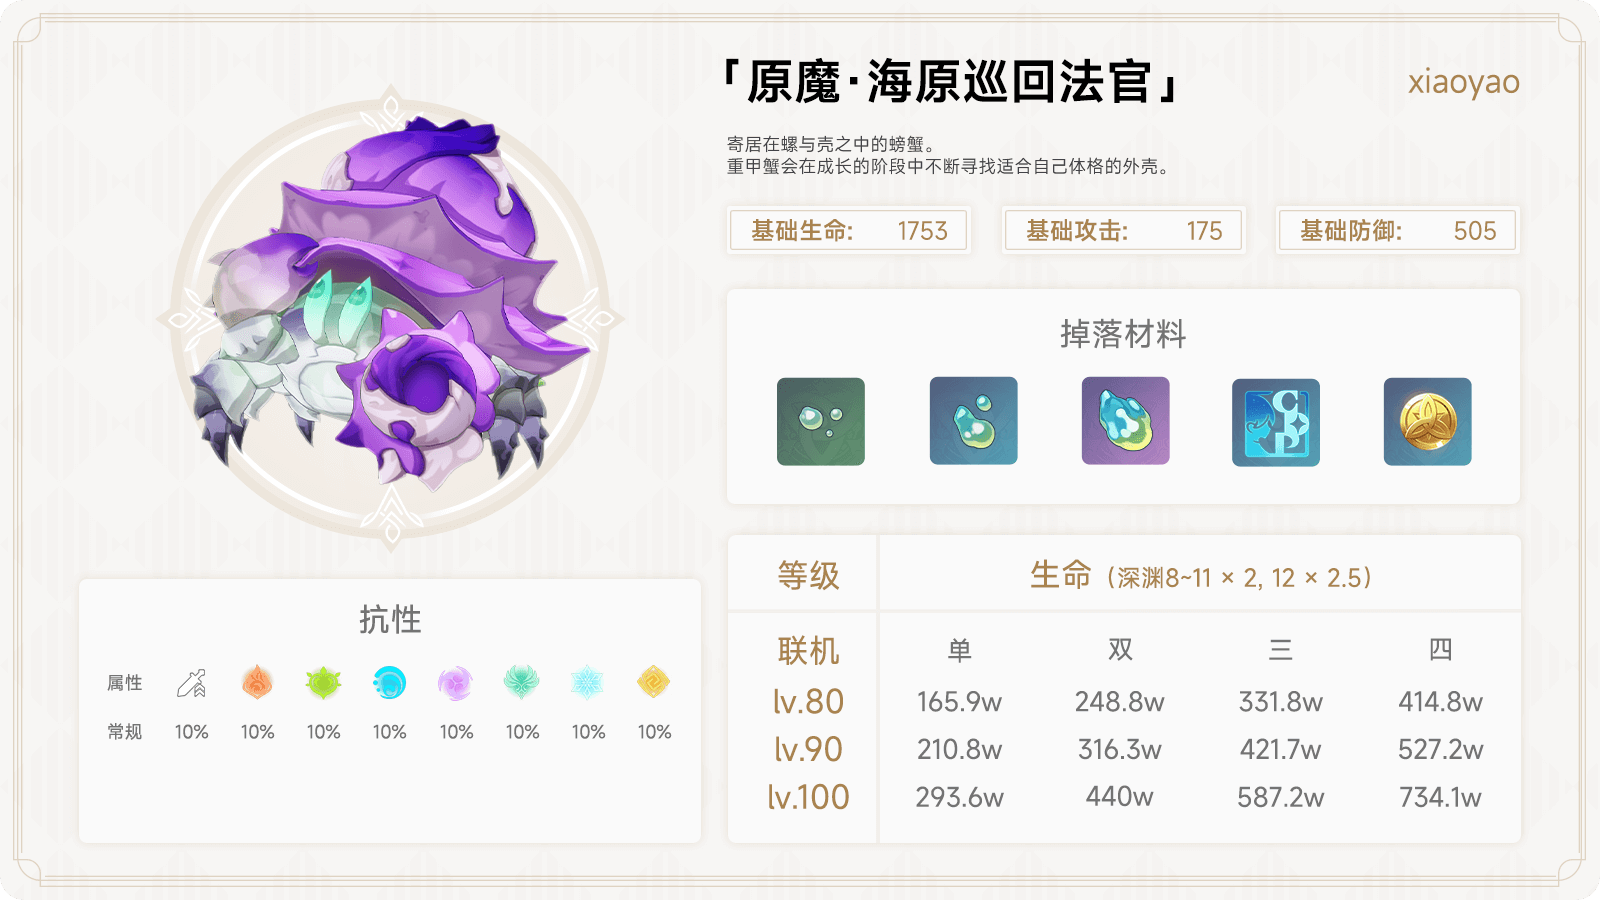 「原魔·海原巡回法官」
xiaoyao
寄居在螺与壳之中的螃蟹。
重甲蟹会在成长的阶段中不断寻找适合自己体格的外壳。
基础生命: 1753
基础攻击: 175
基础防御: 505
掉落材料
抗性
属性
常规 10% 10% 10% 10% 10% 10% 10% 10%
等级 生命（深渊8~11 × 2, 12 × 2.5）
联机 单 双 三 四
lv.80 165.9w 248.8w 331.8w 414.8w
lv.90 210.8w 316.3w 421.7w 527.2w
lv.100 293.6w 440w 587.2w 734.1w